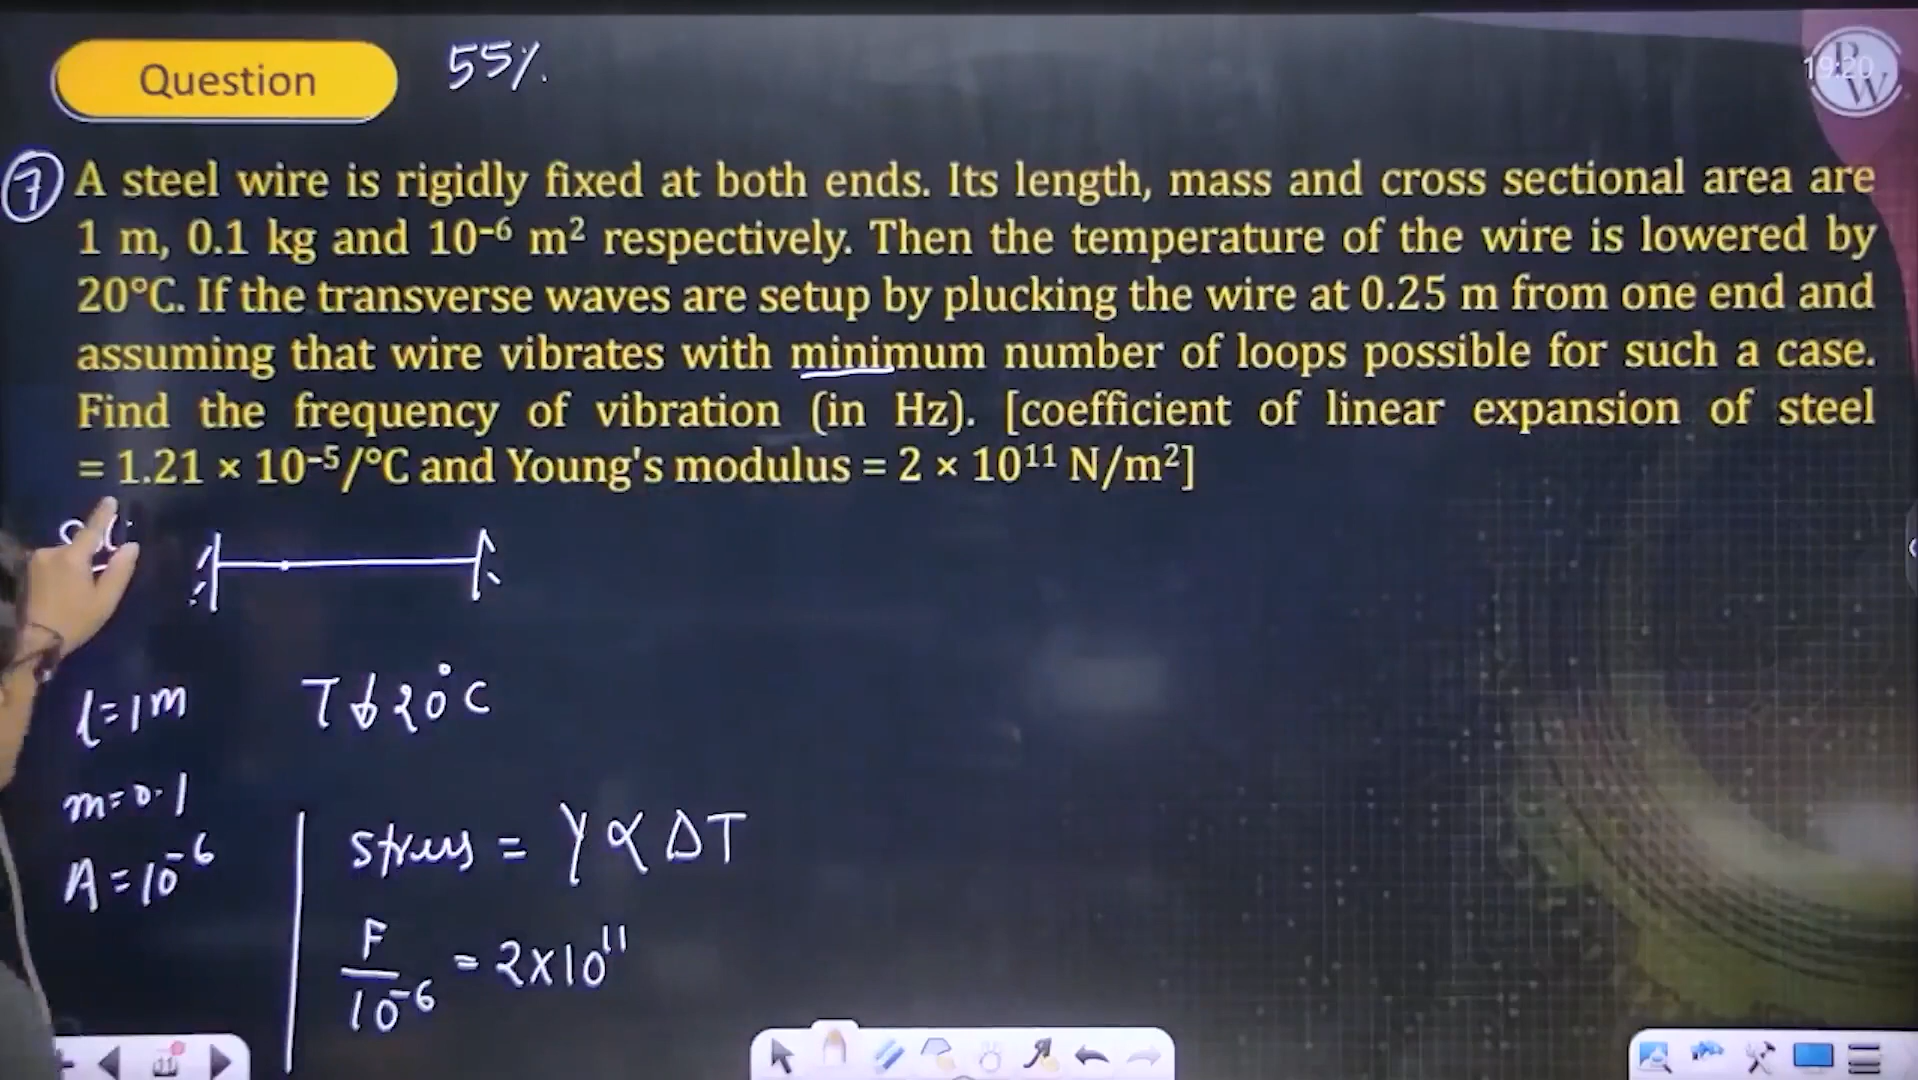 Question
55%.
19:20
PW
7 A steel wire is rigidly fixed at both ends. Its length, mass and cross sectional area are
1 m, 0.1 kg and 10⁻⁶ m² respectively. Then the temperature of the wire is lowered by
20°C. If the transverse waves are setup by plucking the wire at 0.25 m from one end and
assuming that wire vibrates with minimum number of loops possible for such a case.
Find the frequency of vibration (in Hz). [coefficient of linear expansion of steel
= 1.21 × 10⁻⁵/°C and Young's modulus = 2 × 10¹¹ N/m²]
l=1m
T↓20°C
m=0.1
A=10⁻⁶
Stress = Y∝ΔT
F/10⁻⁶ = 2×10¹¹